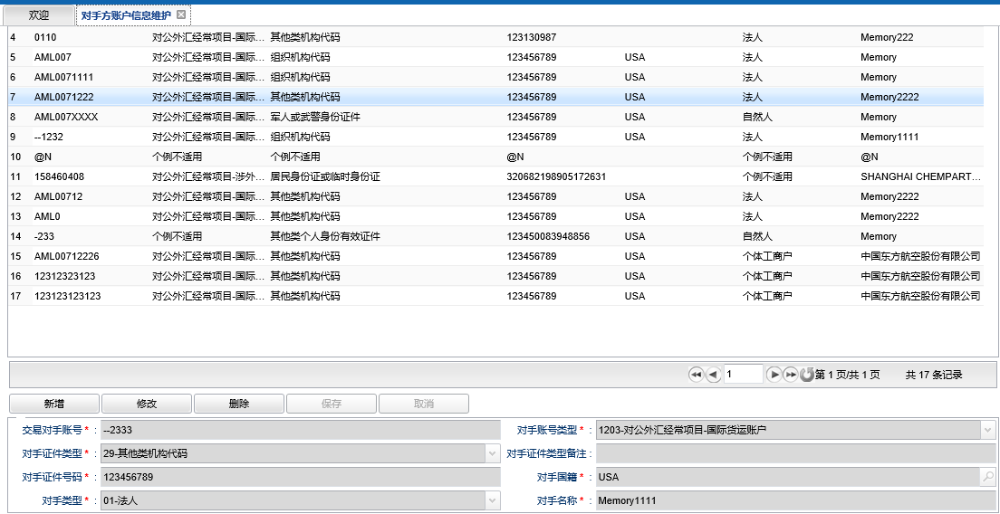 欢迎 对手方账户信息维护
4 0110 对公外汇经常项目-国际... 其他类机构代码 123130987 法人 Memory222
5 AML007 对公外汇经常项目-国际... 组织机构代码 123456789 USA 法人 Memory
6 AML0071111 对公外汇经常项目-国际... 组织机构代码 123456789 USA 法人 Memory
7 AML0071222 对公外汇经常项目-国际... 其他类机构代码 123456789 USA 法人 Memory2222
8 AML007XXXX 对公外汇经常项目-国际... 军人或武警身份证件 123456789 USA 自然人 Memory
9 --1232 对公外汇经常项目-国际... 组织机构代码 123456789 USA 法人 Memory1111
10 @N 个例不适用 个例不适用 @N 个例不适用 @N
11 158460408 对公外汇经常项目-涉外... 居民身份证或临时身份证 320682198905172631 个例不适用 SHANGHAI CHEMPART...
12 AML00712 对公外汇经常项目-国际... 其他类机构代码 123456789 USA 法人 Memory2222
13 AML0 对公外汇经常项目-国际... 其他类机构代码 123456789 USA 法人 Memory2222
14 -233 个例不适用 其他类个人身份有效证件 123450083948856 USA 自然人 Memory
15 AML00712226 对公外汇经常项目-国际... 其他类机构代码 123456789 USA 个体工商户 中国东方航空股份有限公司
16 12312323123 对公外汇经常项目-国际... 其他类机构代码 123456789 USA 个体工商户 中国东方航空股份有限公司
17 123123123123 对公外汇经常项目-国际... 其他类机构代码 123456789 USA 个体工商户 中国东方航空股份有限公司
1 第 1 页/共 1 页 共 17 条记录
新增 修改 删除 保存 取消
交易对手账号 * : --2333 对手账号类型 * : 1203-对公外汇经常项目-国际货运账户
对手证件类型 * : 29-其他类机构代码 对手证件类型备注 :
对手证件号码 * : 123456789 对手国籍 * : USA
对手类型 * : 01-法人 对手名称 * : Memory1111